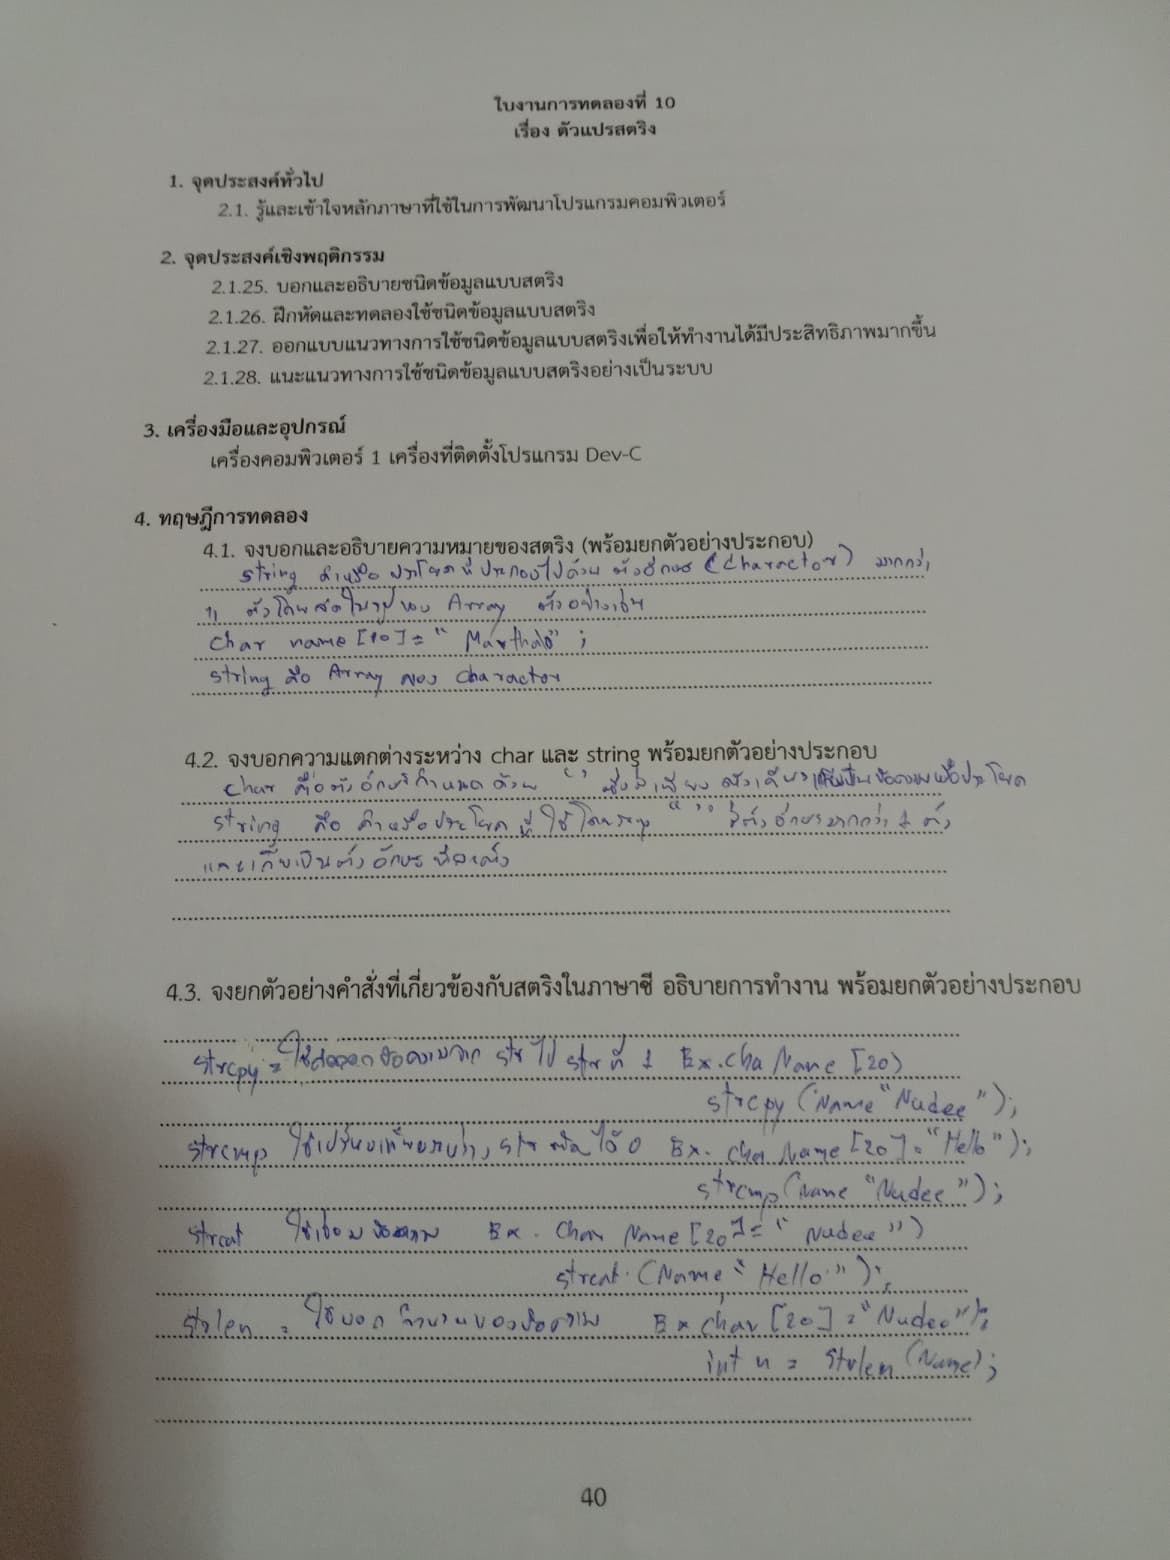 ใบงานการทดลองที่ 10
เรื่อง ตัวแปรสตริง
1. จุดประสงค์ทั่วไป
2.1. รู้และเข้าใจหลักภาษาที่ใช้ในการพัฒนาโปรแกรมคอมพิวเตอร์
2. จุดประสงค์เชิงพฤติกรรม
2.1.25. บอกและอธิบายชนิดข้อมูลแบบสตริง
2.1.26. ฝึกหัดและทดลองใช้ชนิดข้อมูลแบบสตริง
2.1.27. ออกแบบแนวทางการใช้ชนิดข้อมูลแบบสตริงเพื่อให้ทำงานได้มีประสิทธิภาพมากขึ้น
2.1.28. แนะแนวทางการใช้ชนิดข้อมูลแบบสตริงอย่างเป็นระบบ
3. เครื่องมือและอุปกรณ์
เครื่องคอมพิวเตอร์ 1 เครื่องที่ติดตั้งโปรแกรม Dev-C
4. ทฤษฎีการทดลอง
4.1. จงบอกและอธิบายความหมายของสตริง (พร้อมยกตัวอย่างประกอบ)
string คำหรือ ประโยคที่ประกอบไปด้วย ตัวอักษร (Charactor) มากกว่า
1 ตัว Array ตัวอย่างเช่น
Char name [20] = " ;
string คือ Array ของ Charactor
4.2. จงบอกความแตกต่างระหว่าง char และ string พร้อมยกตัวอย่างประกอบ
char คือตัวอักษร กำหนดด้วย ' ' ตัวเดียว
string คือ คำหรือประโยค ที่ใช้ " " มีตัวอักษรมากกว่า 1 ตัว
และเก็บเป็นตัวอักษรทีละตัว
4.3. จงยกตัวอย่างคำสั่งที่เกี่ยวข้องกับสตริงในภาษาซี อธิบายการทำงาน พร้อมยกตัวอย่างประกอบ
strcpy = ใช้คัดลอกข้อความจาก str ไป str ที่ 1 Ex. Cha Name [20)
strcpy (Name "Nudee");
strcmp ใช้เปรียบเทียบระหว่าง str ได้ 0 Ex. Cha Name [20] = "Hello");
strcmp (Name "Nudee");
strcat ใช้เชื่อมข้อความ Ex. Char Name [20] = "Nudee")
strcat (Name "Hello");
strlen = ใช้บอกจำนวนของข้อความ Ex Char [20] = "Nudee");
int n = strlen (Name);
40